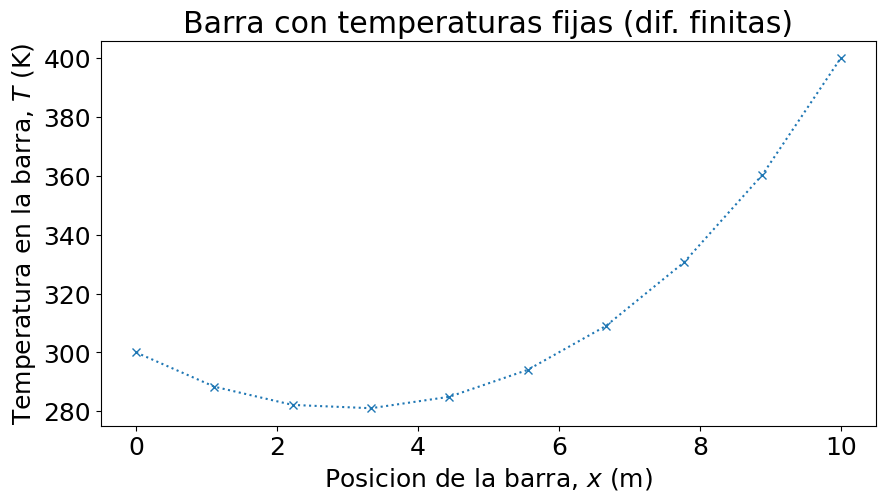 Barra con temperaturas fijas (dif. finitas)
Temperatura en la barra, T (K)
400
380
360
340
320
300
280
0 2 4 6 8 10
Posicion de la barra, x (m)